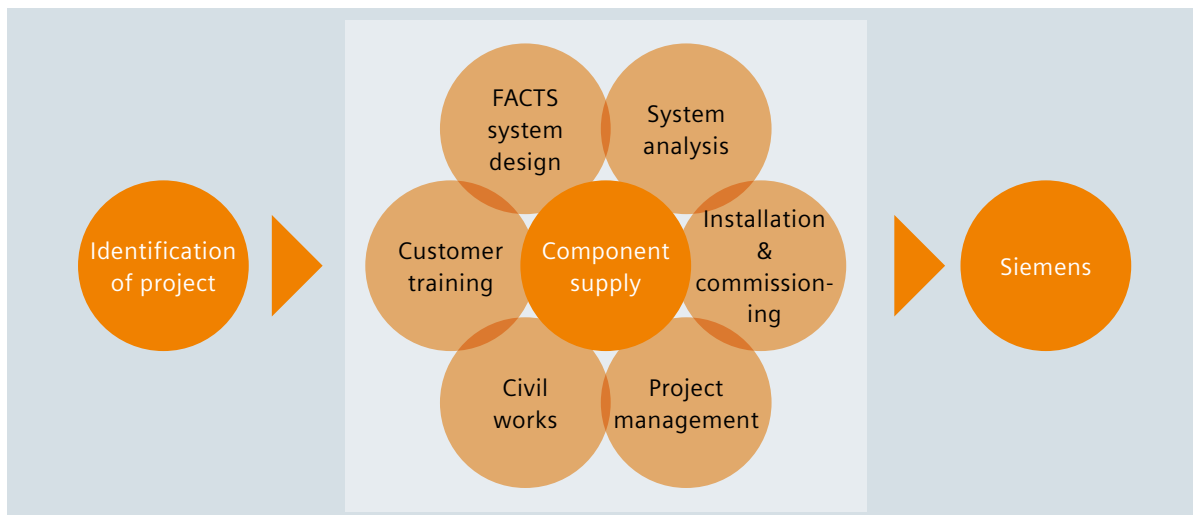 Identification
of project
FACTS
system
design
System
analysis
Customer
training
Component
supply
Installation
&
commission-
ing
Civil
works
Project
management
Siemens